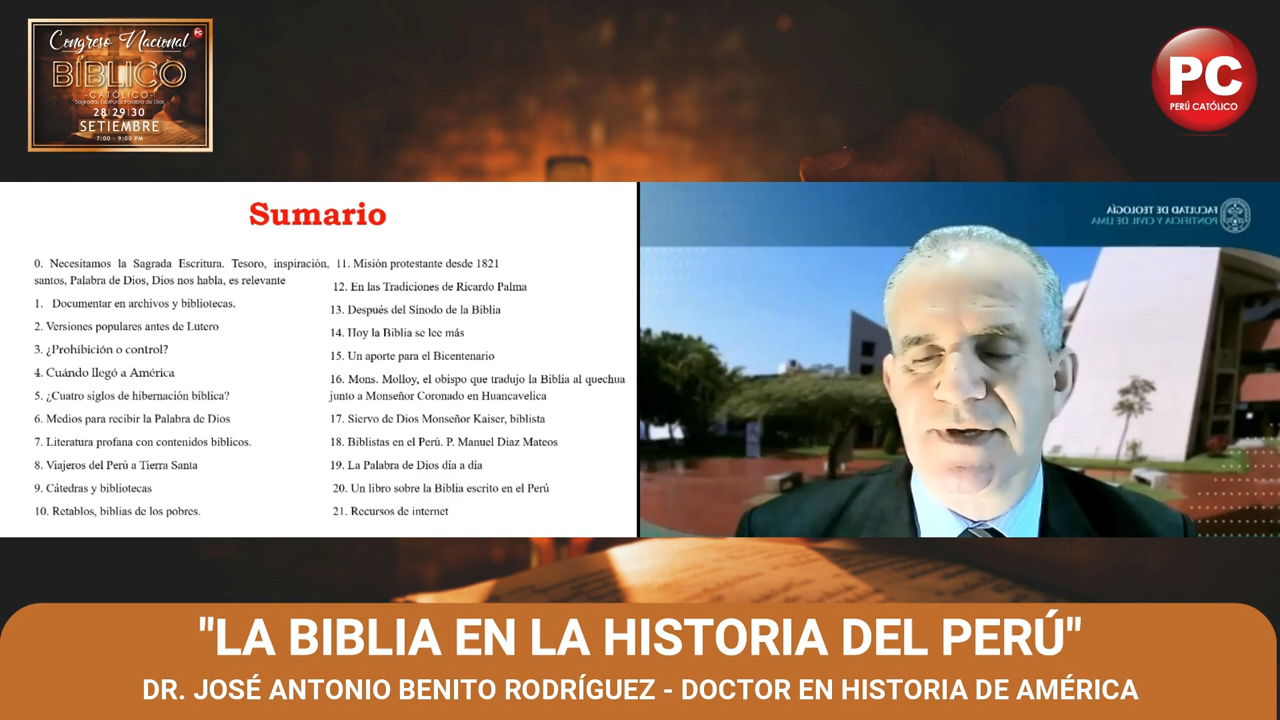 Congreso Nacional
PC
BÍBLICO
-CATÓLICO-
Sagradas Escrituras Palabra de Dios
28|29|30
SETIEMBRE
7:00 - 9:00 PM
PC
PERÚ CATÓLICO
Sumario
0. Necesitamos la Sagrada Escritura. Tesoro, inspiración,
santos, Palabra de Dios, Dios nos habla, es relevante
1. Documentar en archivos y bibliotecas.
2. Versiones populares antes de Lutero
3. ¿Prohibición o control?
4. Cuándo llegó a América
5. ¿Cuatro siglos de hibernación bíblica?
6. Medios para recibir la Palabra de Dios
7. Literatura profana con contenidos bíblicos.
8. Viajeros del Perú a Tierra Santa
9. Cátedras y bibliotecas
10. Retablos, biblias de los pobres.
11. Misión protestante desde 1821
12. En las Tradiciones de Ricardo Palma
13. Después del Sínodo de la Biblia
14. Hoy la Biblia se lee más
15. Un aporte para el Bicentenario
16. Mons. Molloy, el obispo que tradujo la Biblia al quechua
junto a Monseñor Coronado en Huancavelica
17. Siervo de Dios Monseñor Kaiser, biblista
18. Biblistas en el Perú. P. Manuel Díaz Mateos
19. La Palabra de Dios día a día
20. Un libro sobre la Biblia escrito en el Perú
21. Recursos de internet
FACULTAD DE TEOLOGÍA
PONTIFICIA Y CIVIL DE LIMA
"LA BIBLIA EN LA HISTORIA DEL PERÚ"
DR. JOSÉ ANTONIO BENITO RODRÍGUEZ - DOCTOR EN HISTORIA DE AMÉRICA